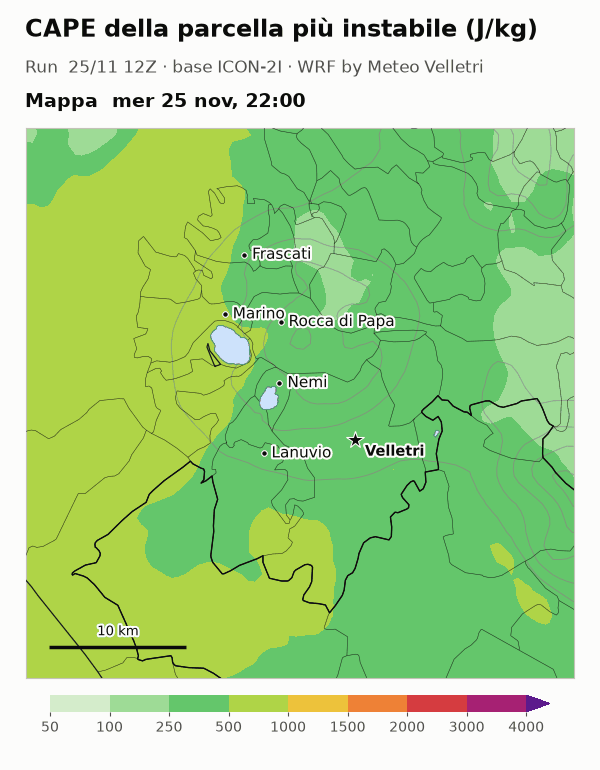 CAPE della parcella più instabile (J/kg)
Run  25/11 12Z · base ICON-2I · WRF by Meteo Velletri
Mappa  mer 25 nov, 22:00
Frascati
Marino
Rocca di Papa
Nemi
Velletri
Lanuvio
10 km
50 100 250 500 1000 1500 2000 3000 4000